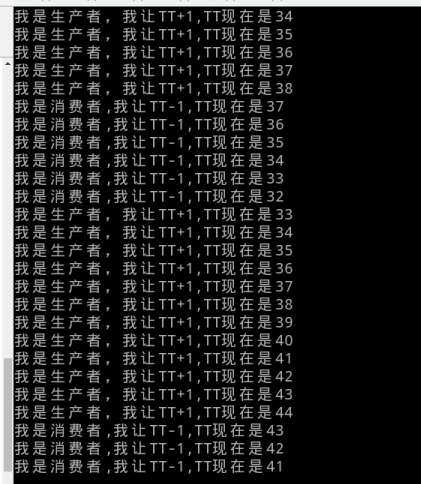 我是生产者，我让TT+1,TT现在是34
我是生产者，我让TT+1,TT现在是35
我是生产者，我让TT+1,TT现在是36
我是生产者，我让TT+1,TT现在是37
我是生产者，我让TT+1,TT现在是38
我是消费者,我让TT-1,TT现在是37
我是消费者,我让TT-1,TT现在是36
我是消费者,我让TT-1,TT现在是35
我是消费者,我让TT-1,TT现在是34
我是消费者,我让TT-1,TT现在是33
我是消费者,我让TT-1,TT现在是32
我是生产者，我让TT+1,TT现在是33
我是生产者，我让TT+1,TT现在是34
我是生产者，我让TT+1,TT现在是35
我是生产者，我让TT+1,TT现在是36
我是生产者，我让TT+1,TT现在是37
我是生产者，我让TT+1,TT现在是38
我是生产者，我让TT+1,TT现在是39
我是生产者，我让TT+1,TT现在是40
我是生产者，我让TT+1,TT现在是41
我是生产者，我让TT+1,TT现在是42
我是生产者，我让TT+1,TT现在是43
我是生产者，我让TT+1,TT现在是44
我是消费者,我让TT-1,TT现在是43
我是消费者,我让TT-1,TT现在是42
我是消费者,我让TT-1,TT现在是41